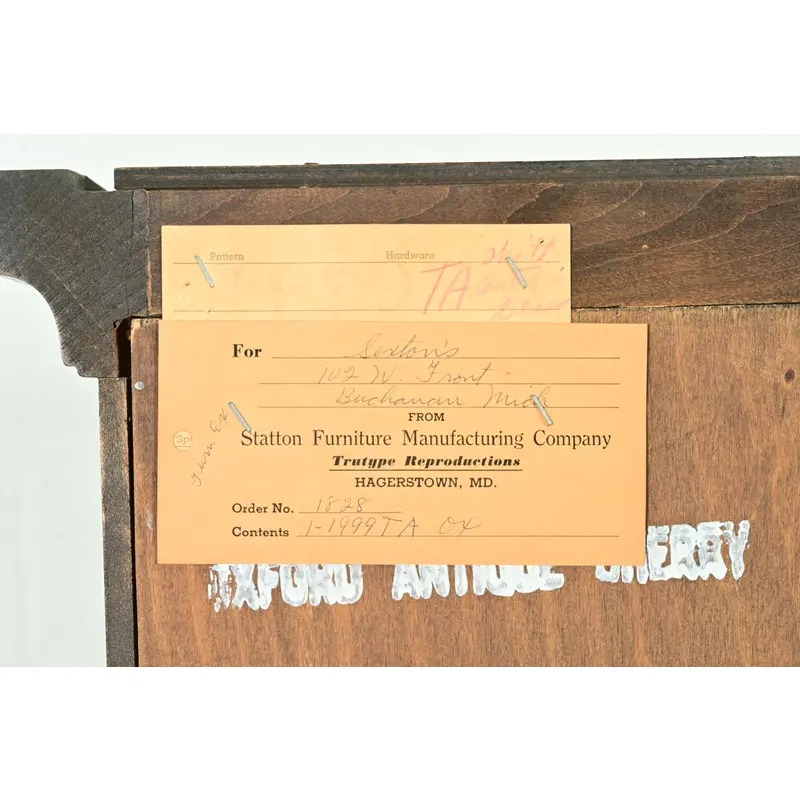 Pattern Hardware
TA
For Sexton's
102 W. Front
Buchanan Mich
FROM
Statton Furniture Manufacturing Company
Trutype Reproductions
HAGERSTOWN, MD.
Order No. 1828
Contents 1-1999TA OX
OXFORD ANTIQUE CHERRY